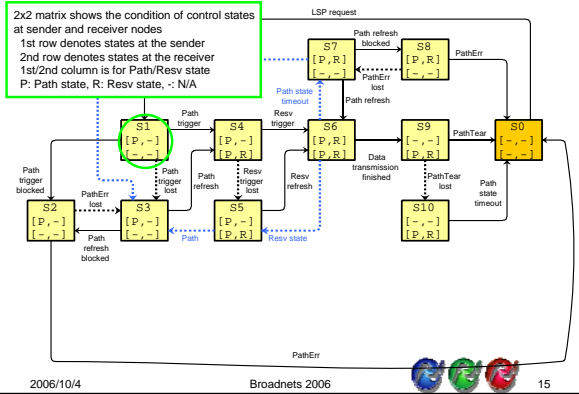 2x2 matrix shows the condition of control states
at sender and receiver nodes
1st row denotes states at the sender
2nd row denotes states at the receiver
1st/2nd column is for Path/Resv state
P: Path state, R: Resv state, -: N/A
LSP request
S7
[P,R]
[-,-]
Path refresh
blocked
S8
[P,R]
[-,-]
PathErr
PathErr
lost
Path state
timeout
Path refresh
S1
[P,-]
[-,-]
Path
trigger
S4
[P,-]
[P,R]
Resv
trigger
S6
[P,R]
[P,R]
S9
[-,-]
[P,R]
PathTear
S0
[-,-]
[-,-]
Path
trigger
blocked
PathErr
lost
Path
trigger
lost
Path
refresh
Resv
trigger
lost
Resv
refresh
Data
transmission
finished
PathTear
lost
Path
state
timeout
S2
[P,-]
[-,-]
S3
[P,-]
[-,-]
S5
[P,-]
[P,R]
S10
[-,-]
[P,R]
Path
refresh
blocked
Path
Resv state
PathErr
2006/10/4
Broadnets 2006
15